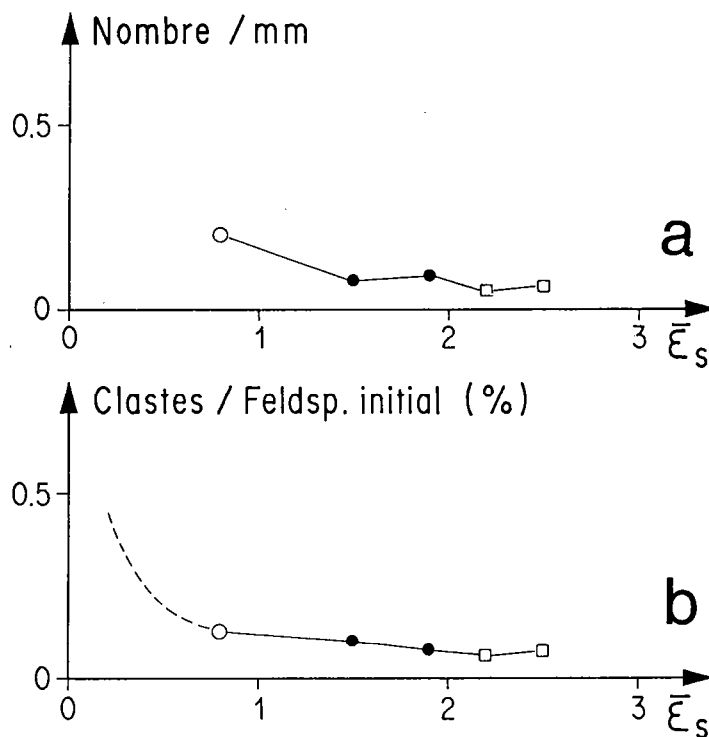 Nombre / mm
0.5
a
0
0 1 2 3 ε̄s
Clastes / Feldsp. initial (%)
0.5
b
0
0 1 2 3 ε̄s